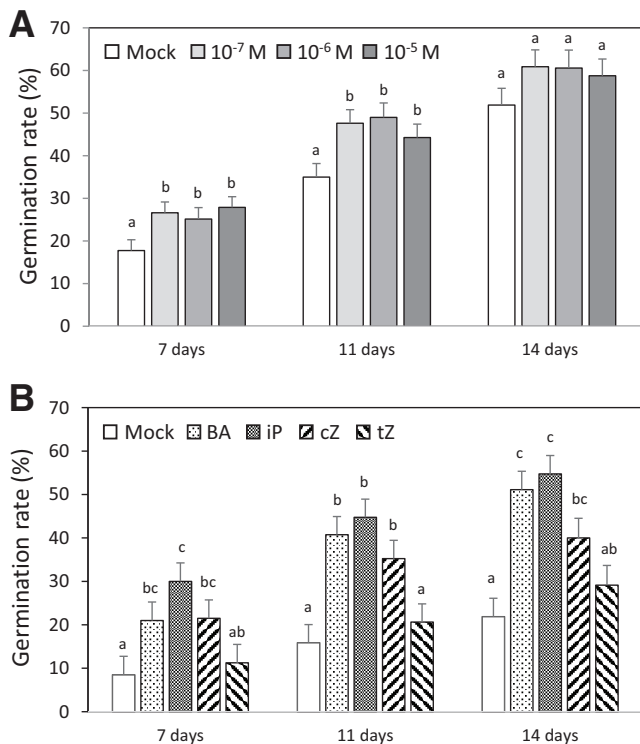 A
70
60
50
40
30
20
10
0
Germination rate (%)
Mock 10⁻⁷ M 10⁻⁶ M 10⁻⁵ M
a b b b
a b b b
a a a a
7 days 11 days 14 days
B
70
60
50
40
30
20
10
0
Germination rate (%)
Mock BA iP cZ tZ
a bc c bc ab
a b b b a
a c c bc ab
7 days 11 days 14 days